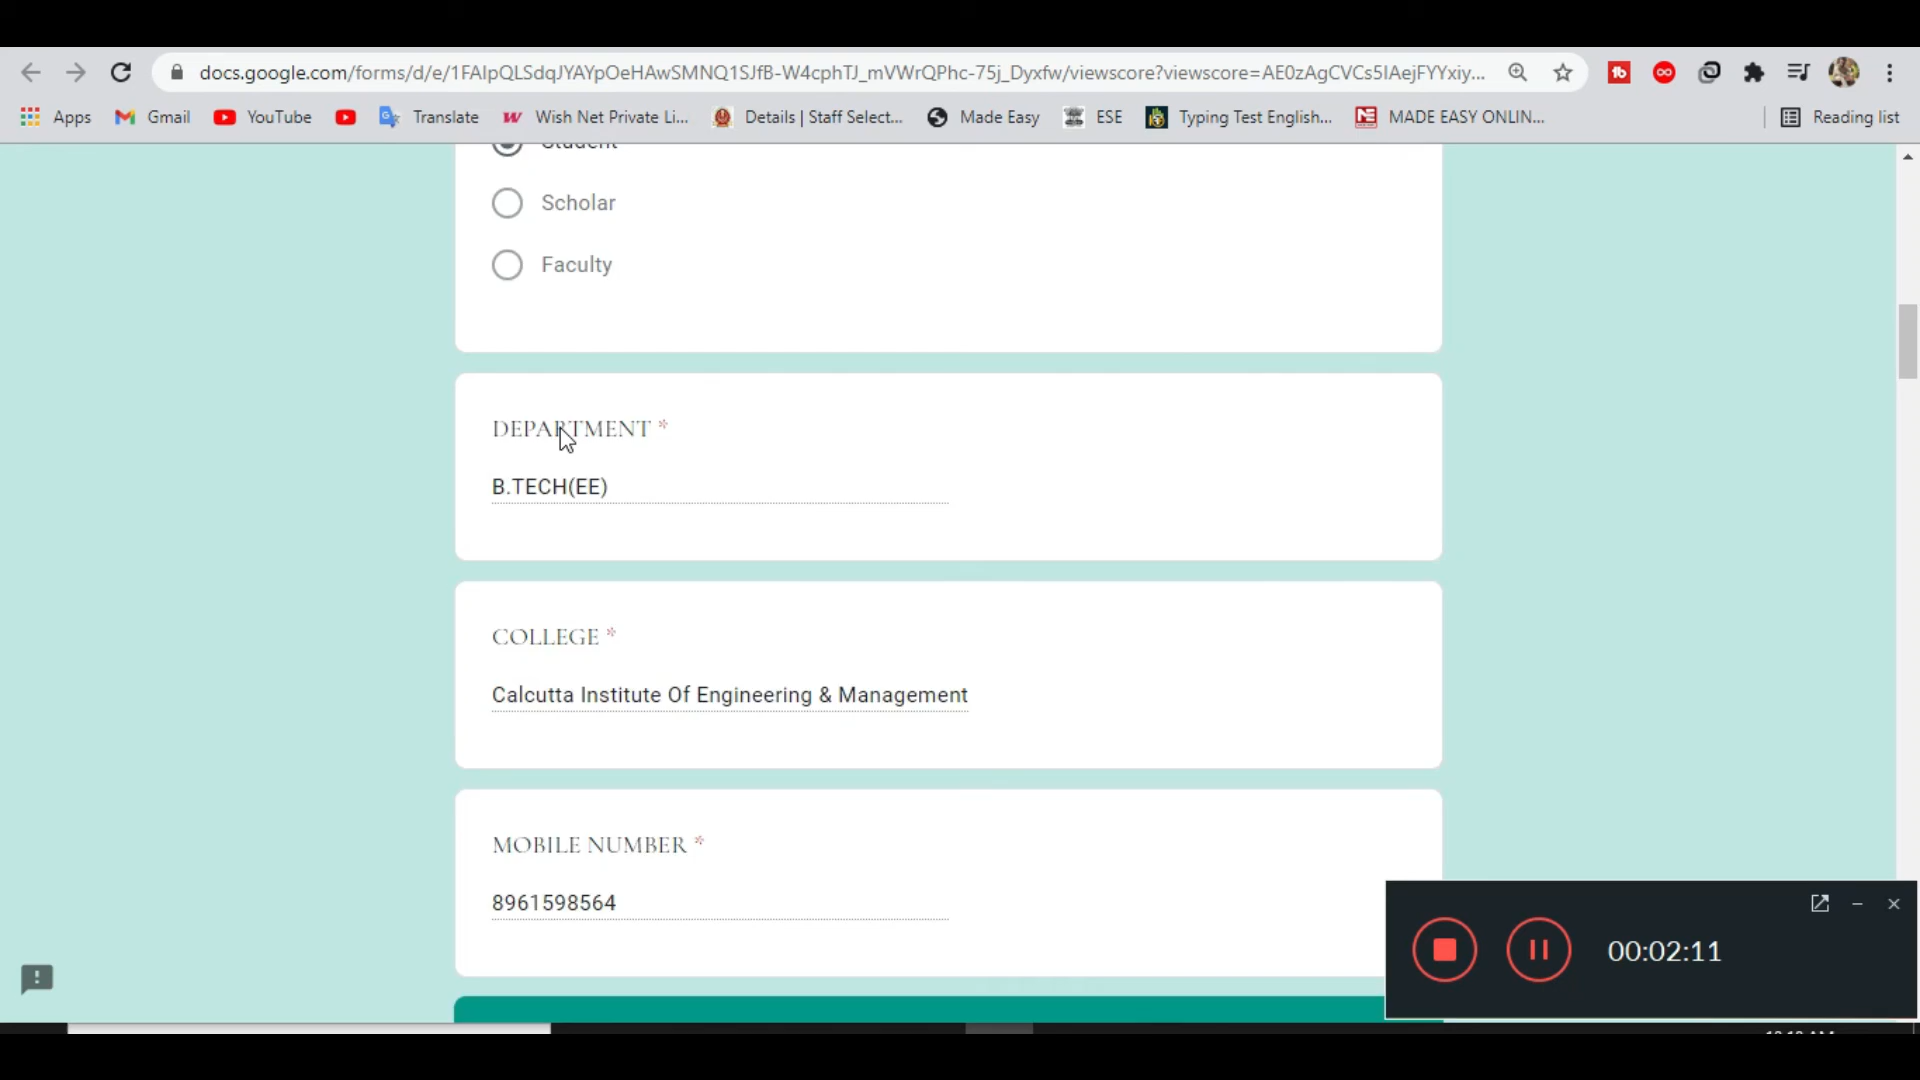 docs.google.com/forms/d/e/1FAIpQLSdqJYAYpOeHAwSMNQ1SJfB-W4cphTJ_mVWrQPhc-75j_Dyxfw/viewscore?viewscore=AE0zAgCVCs5IAejFYYxiy...
Apps Gmail YouTube Translate Wish Net Private Li... Details | Staff Select... Made Easy ESE Typing Test English... MADE EASY ONLIN... Reading list
Student
Scholar
Faculty
DEPARTMENT *
B.TECH(EE)
COLLEGE *
Calcutta Institute Of Engineering & Management
MOBILE NUMBER *
8961598564
00:02:11